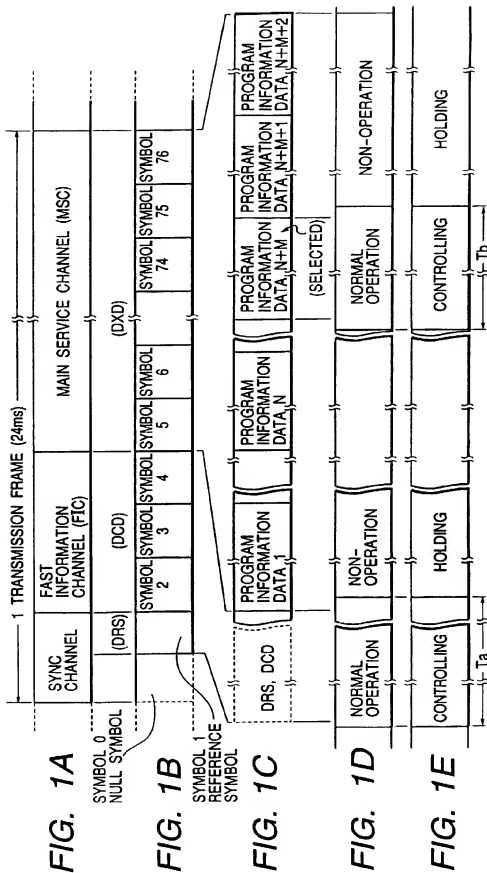 FIG. 1A
1 TRANSMISSION FRAME (24ms)
SYNC
CHANNEL
FAST
INFORMATION
CHANNEL (FIC)
MAIN SERVICE CHANNEL (MSC)
SYMBOL 0
NULL SYMBOL
(DRS)
(DCD)
(DXD)
FIG. 1B
SYMBOL
2
SYMBOL
3
SYMBOL
4
SYMBOL
5
SYMBOL
6
SYMBOL
74
SYMBOL
75
SYMBOL
76
SYMBOL 1
REFERENCE
SYMBOL
FIG. 1C
DRS, DCD
PROGRAM
INFORMATION
DATA, 1
PROGRAM
INFORMATION
DATA, N
PROGRAM
INFORMATION
DATA, N+M
PROGRAM
INFORMATION
DATA, N+M+1
PROGRAM
INFORMATION
DATA, N+M+2
(SELECTED)
FIG. 1D
NORMAL
OPERATION
NON-
OPERATION
NORMAL
OPERATION
NON-OPERATION
FIG. 1E
CONTROLLING
HOLDING
CONTROLLING
HOLDING
Ta
Tb